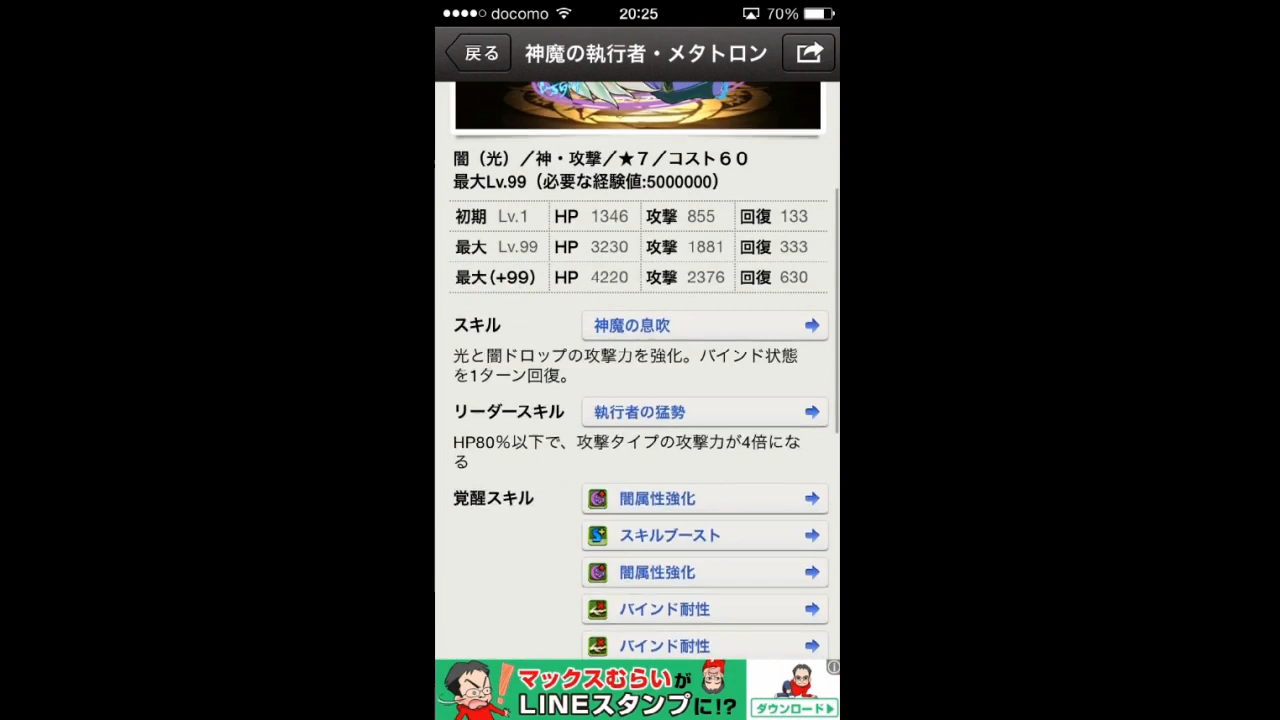 docomo 20:25 70%
戻る 神魔の執行者・メタトロン
闇（光）／神・攻撃／★７／コスト６０
最大Lv.99（必要な経験値:5000000）
初期 Lv.1 HP 1346 攻撃 855 回復 133
最大 Lv.99 HP 3230 攻撃 1881 回復 333
最大(+99) HP 4220 攻撃 2376 回復 630
スキル 神魔の息吹
光と闇ドロップの攻撃力を強化。バインド状態
を1ターン回復。
リーダースキル 執行者の猛勢
HP80％以下で、攻撃タイプの攻撃力が4倍にな
る
覚醒スキル 闇属性強化
スキルブースト
闇属性強化
バインド耐性
バインド耐性
マックスむらいが
LINEスタンプに!?
ダウンロード